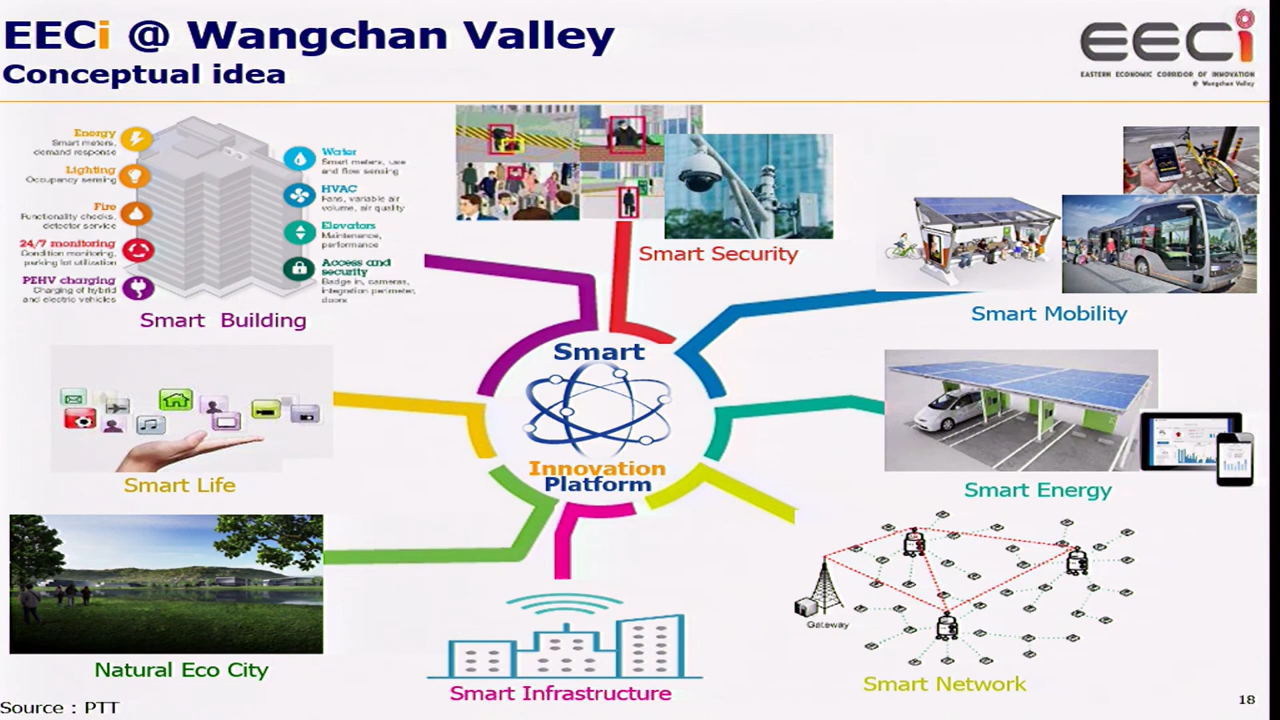 EECi @ Wangchan Valley
Conceptual idea
EECi
EASTERN ECONOMIC CORRIDOR OF INNOVATION
@ Wangchan Valley
Energy
Smart meters,
demand response
Lighting
Occupancy sensing
Fire
Functionality checks,
detector service
24/7 monitoring
Condition monitoring,
parking lot utilization
PEHV charging
Charging of hybrid
and electric vehicles
Water
Smart meters, use
and flow sensing
HVAC
Fans, variable air
volume, air quality
Elevators
Maintenance,
performance
Access and
security
Badge in, cameras,
integration perimeter,
doors
Smart Building
Smart Security
Smart Mobility
Smart
Innovation
Platform
Smart Life
Smart Energy
Gateway
Natural Eco City
Smart Infrastructure
Smart Network
Source : PTT
18